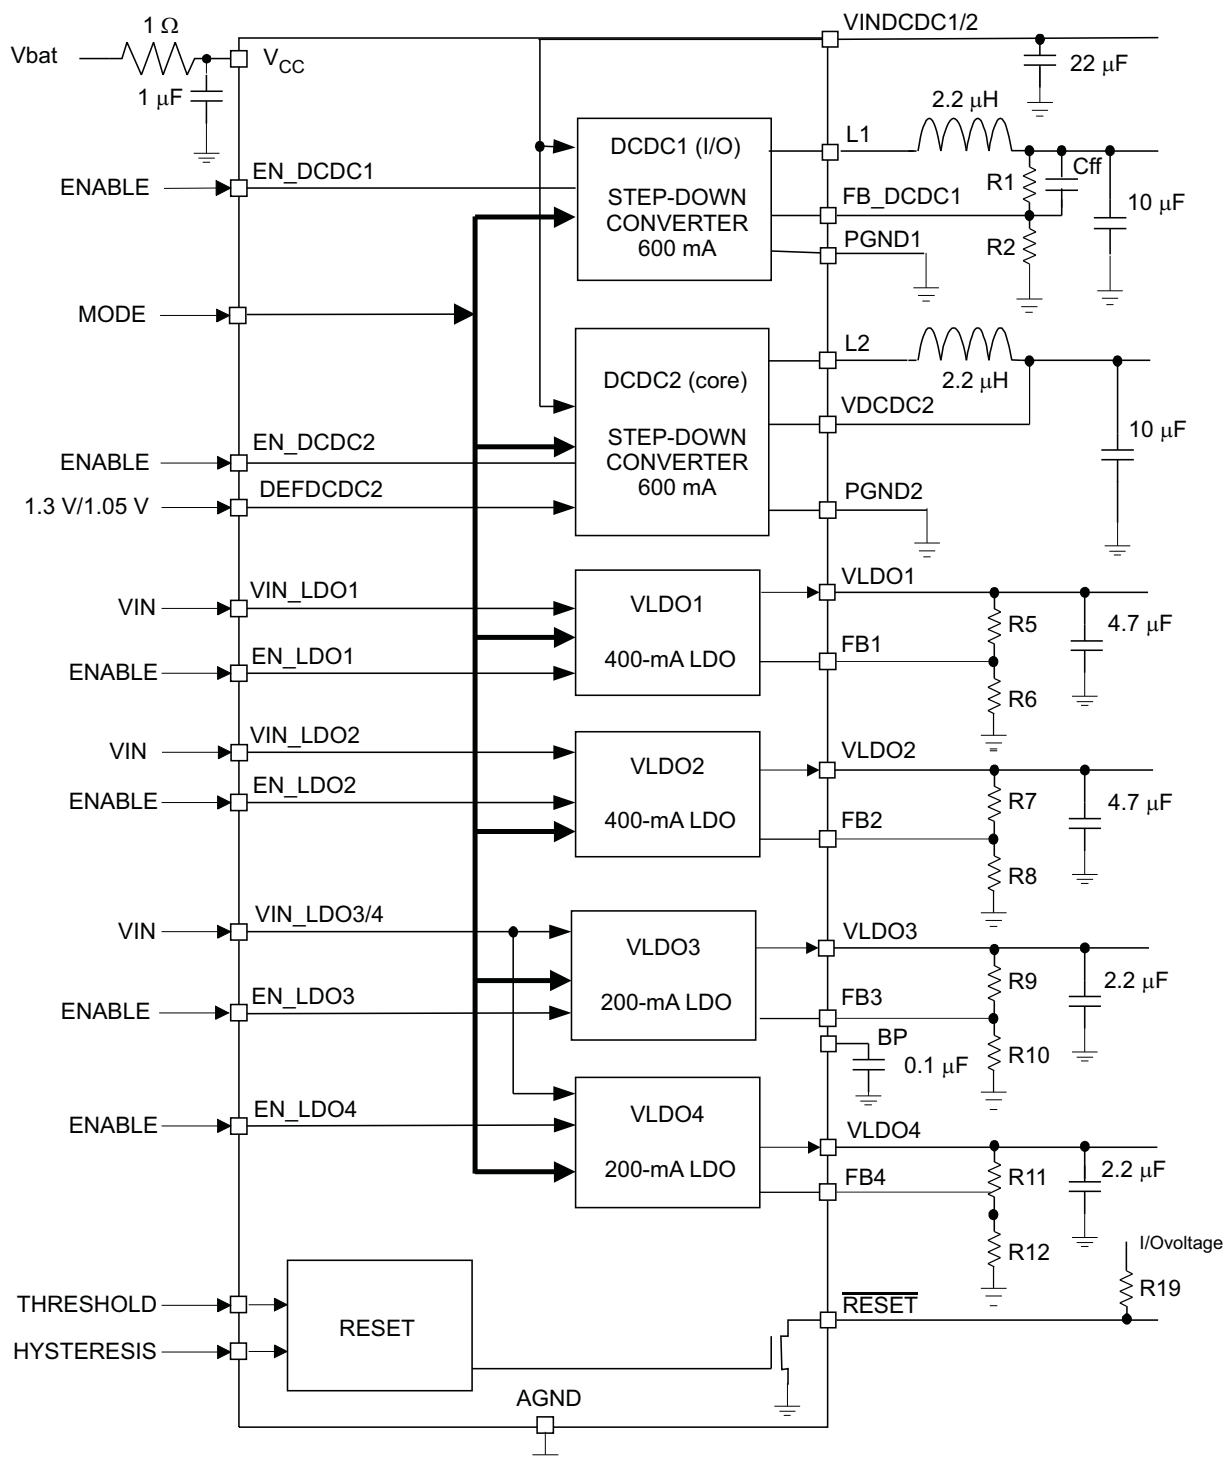 1 Ω
VINDCDC1/2
Vbat
VCC
22 μF
1 μF
2.2 μH
DCDC1 (I/O)
L1
Cff
ENABLE
EN_DCDC1
R1
STEP-DOWN
CONVERTER
600 mA
FB_DCDC1
10 μF
PGND1
R2
MODE
L2
2.2 μH
DCDC2 (core)
VDCDC2
10 μF
ENABLE
EN_DCDC2
STEP-DOWN
CONVERTER
600 mA
1.3 V/1.05 V
DEFDCDC2
PGND2
VLDO1
VIN
VIN_LDO1
VLDO1
R5
4.7 μF
ENABLE
EN_LDO1
400-mA LDO
FB1
R6
VIN
VIN_LDO2
VLDO2
VLDO2
ENABLE
EN_LDO2
R7
4.7 μF
400-mA LDO
FB2
R8
VIN
VIN_LDO3/4
VLDO3
VLDO3
R9
2.2 μF
ENABLE
EN_LDO3
200-mA LDO
FB3
BP
0.1 μF
R10
ENABLE
EN_LDO4
VLDO4
VLDO4
200-mA LDO
FB4
R11
2.2 μF
R12
I/Ovoltage
R19
THRESHOLD
RESET
RESET
HYSTERESIS
AGND